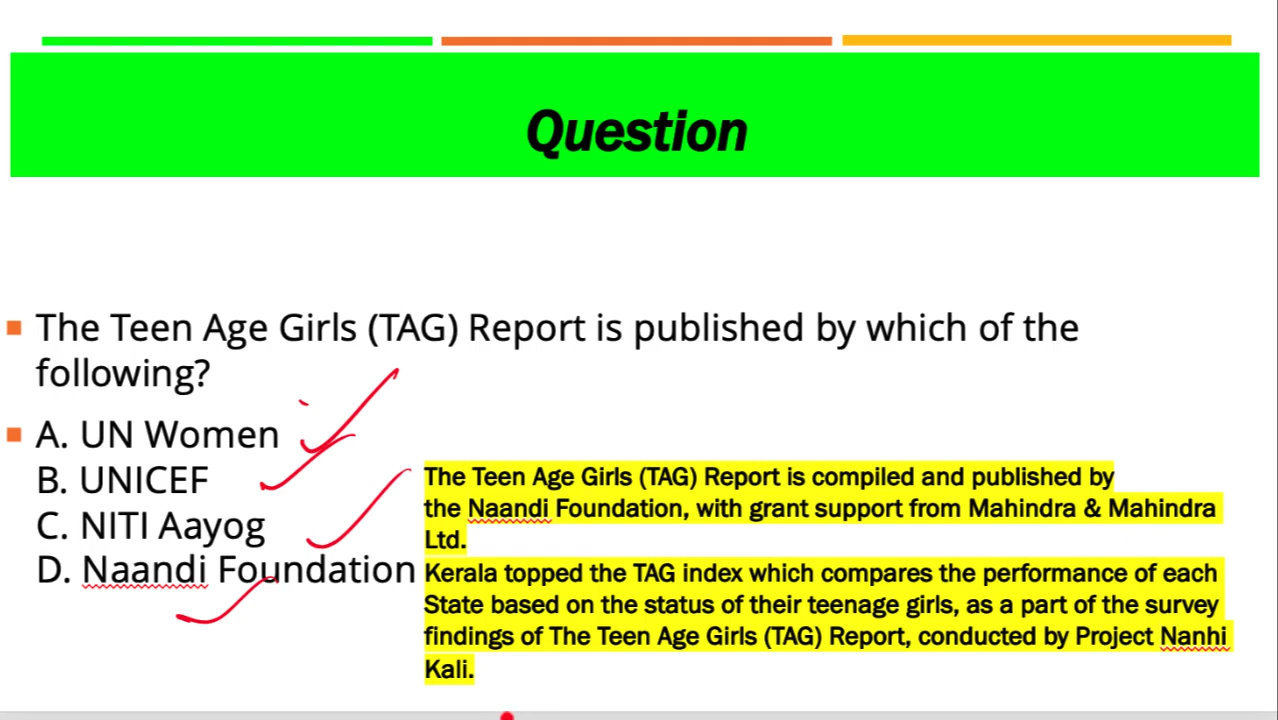 Question
The Teen Age Girls (TAG) Report is published by which of the
following?
A. UN Women
B. UNICEF
C. NITI Aayog
D. Naandi Foundation
The Teen Age Girls (TAG) Report is compiled and published by
the Naandi Foundation, with grant support from Mahindra & Mahindra
Ltd.
Kerala topped the TAG index which compares the performance of each
State based on the status of their teenage girls, as a part of the survey
findings of The Teen Age Girls (TAG) Report, conducted by Project Nanhi
Kali.